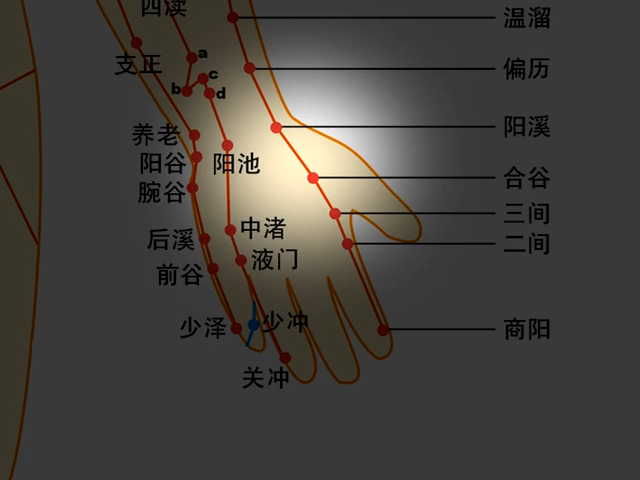 四渎
温溜
支正
a
偏历
c
b
d
养老
阳溪
阳谷
阳池
合谷
腕谷
三间
后溪
中渚
二间
前谷
液门
少泽
少冲
商阳
关冲